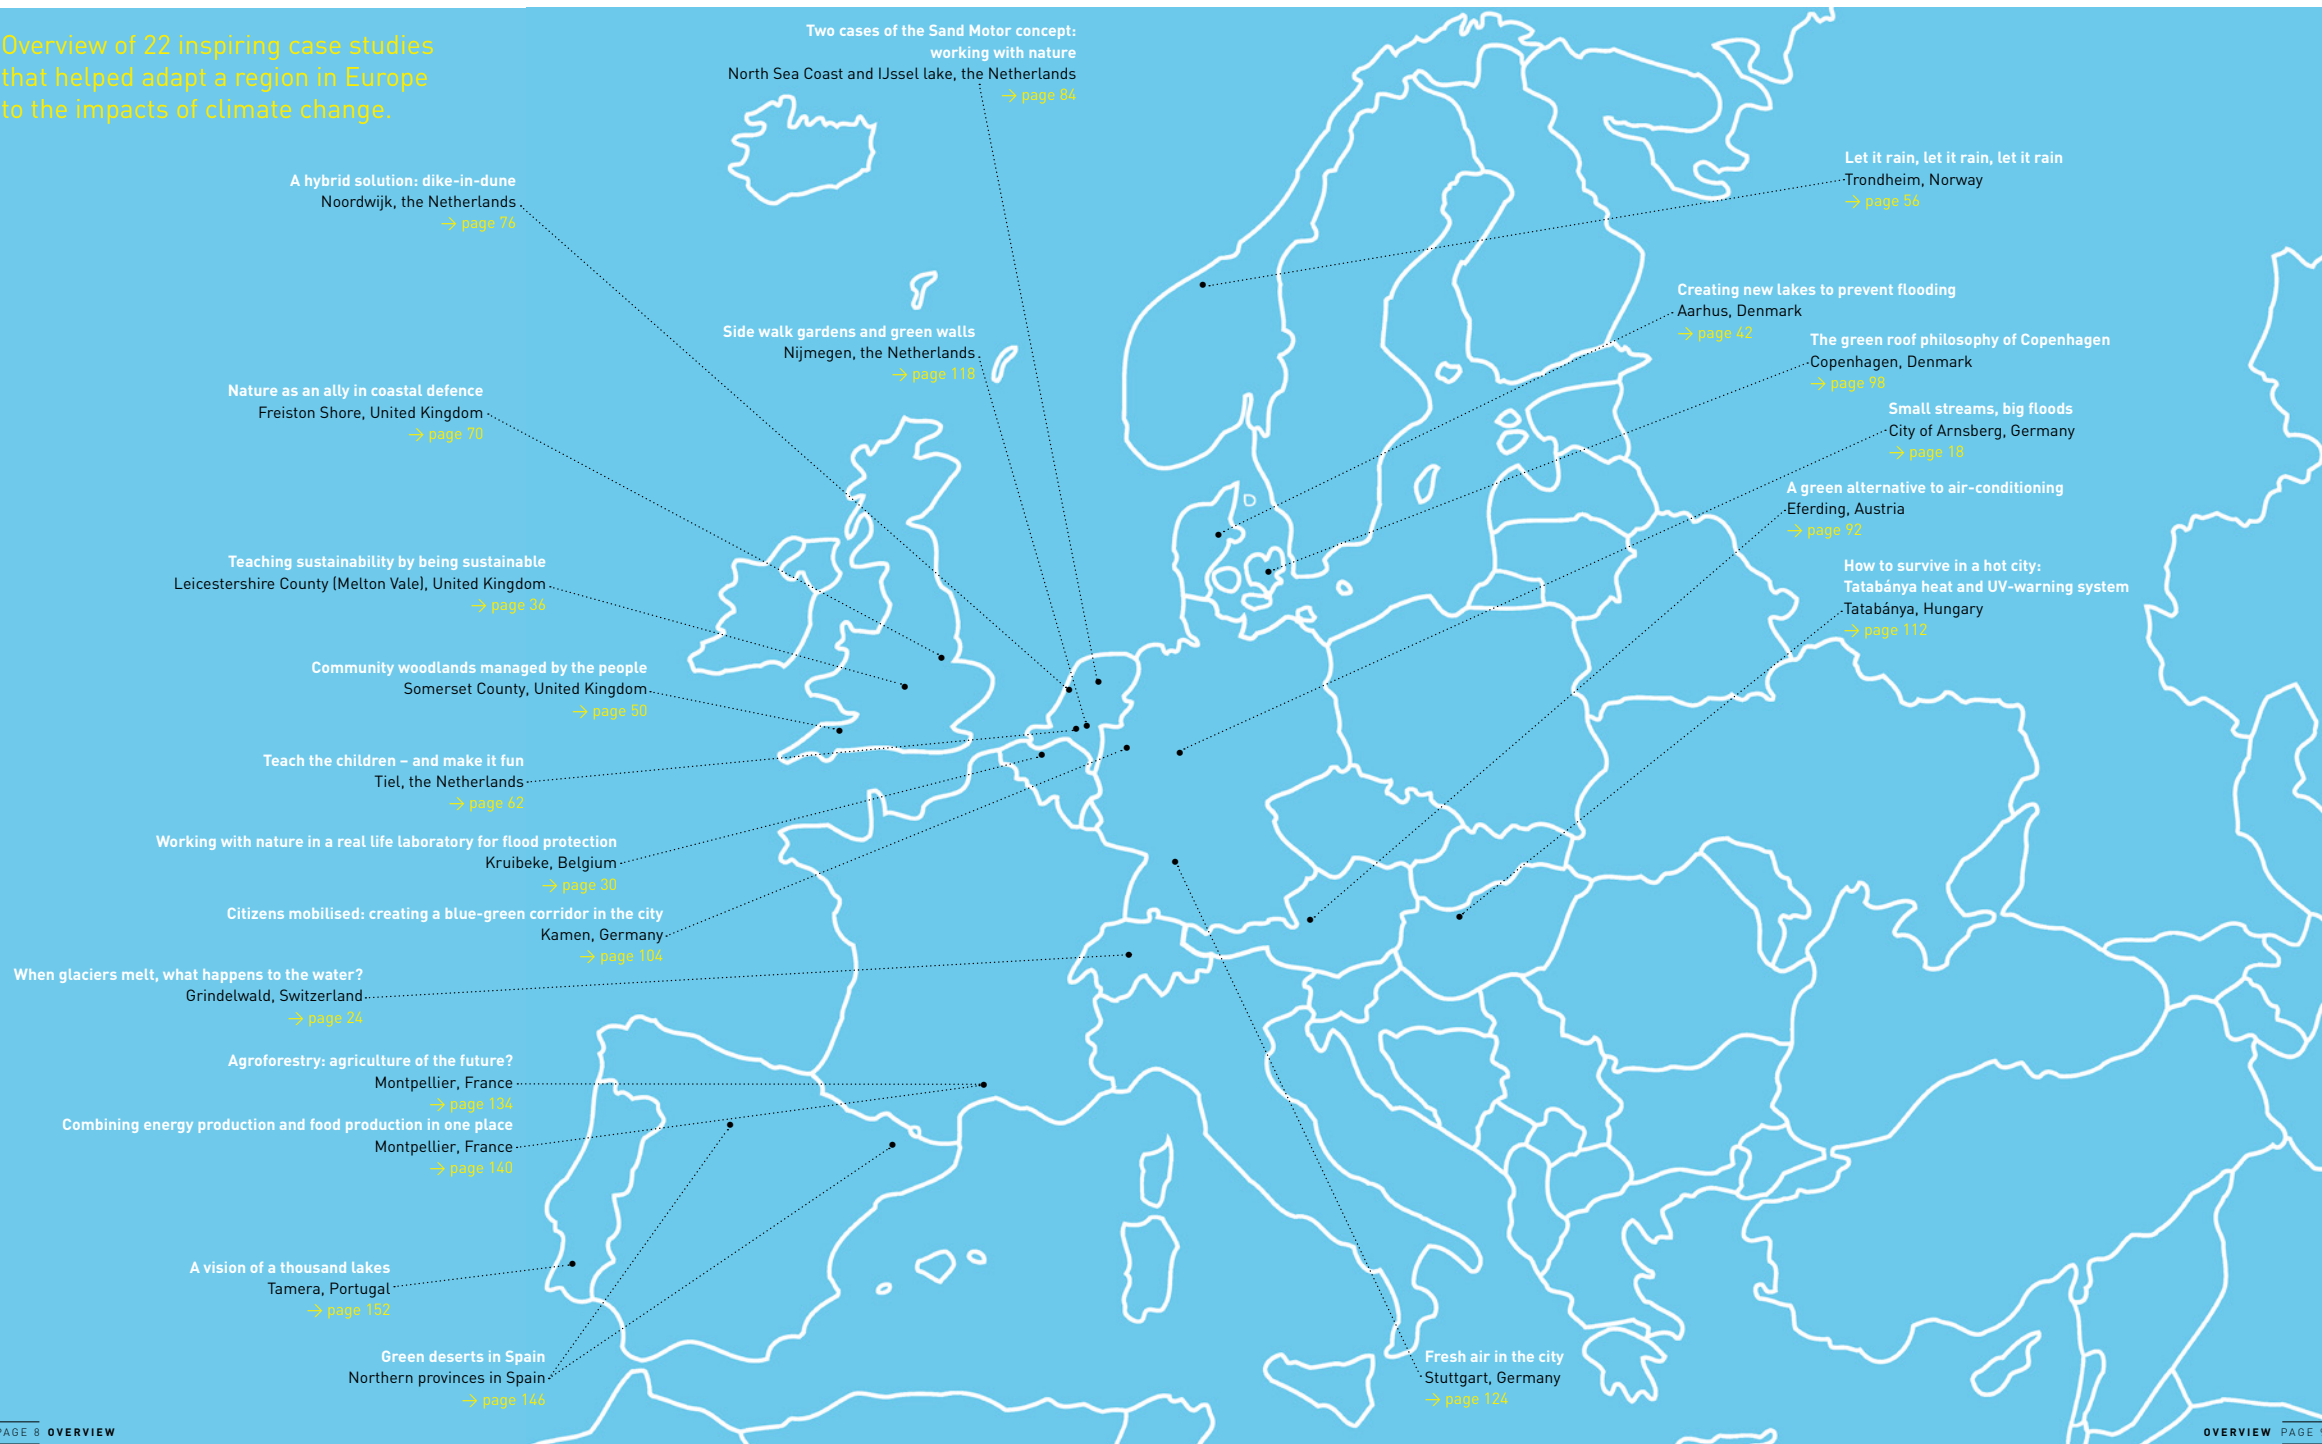 Overview of 22 inspiring case studies
that helped adapt a region in Europe
to the impacts of climate change.
Two cases of the Sand Motor concept:
working with nature
North Sea Coast and IJssel lake, the Netherlands
→ page 84
A hybrid solution: dike-in-dune
Noordwijk, the Netherlands
→ page 76
Side walk gardens and green walls
Nijmegen, the Netherlands
→ page 118
Nature as an ally in coastal defence
Freiston Shore, United Kingdom
→ page 70
Teaching sustainability by being sustainable
Leicestershire County (Melton Vale), United Kingdom
→ page 36
Community woodlands managed by the people
Somerset County, United Kingdom
→ page 50
Teach the children – and make it fun
Tiel, the Netherlands
→ page 62
Working with nature in a real life laboratory for flood protection
Kruibeke, Belgium
→ page 30
Citizens mobilised: creating a blue-green corridor in the city
Kamen, Germany
→ page 104
When glaciers melt, what happens to the water?
Grindelwald, Switzerland
→ page 24
Agroforestry: agriculture of the future?
Montpellier, France
→ page 134
Combining energy production and food production in one place
Montpellier, France
→ page 140
A vision of a thousand lakes
Tamera, Portugal
→ page 152
Green deserts in Spain
Northern provinces in Spain
→ page 146
Let it rain, let it rain, let it rain
Trondheim, Norway
→ page 56
Creating new lakes to prevent flooding
Aarhus, Denmark
→ page 42
The green roof philosophy of Copenhagen
Copenhagen, Denmark
→ page 98
Small streams, big floods
City of Arnsberg, Germany
→ page 18
A green alternative to air-conditioning
Eferding, Austria
→ page 92
How to survive in a hot city:
Tatabánya heat and UV-warning system
Tatabánya, Hungary
→ page 112
Fresh air in the city
Stuttgart, Germany
→ page 124
PAGE 8 OVERVIEW
OVERVIEW PAGE